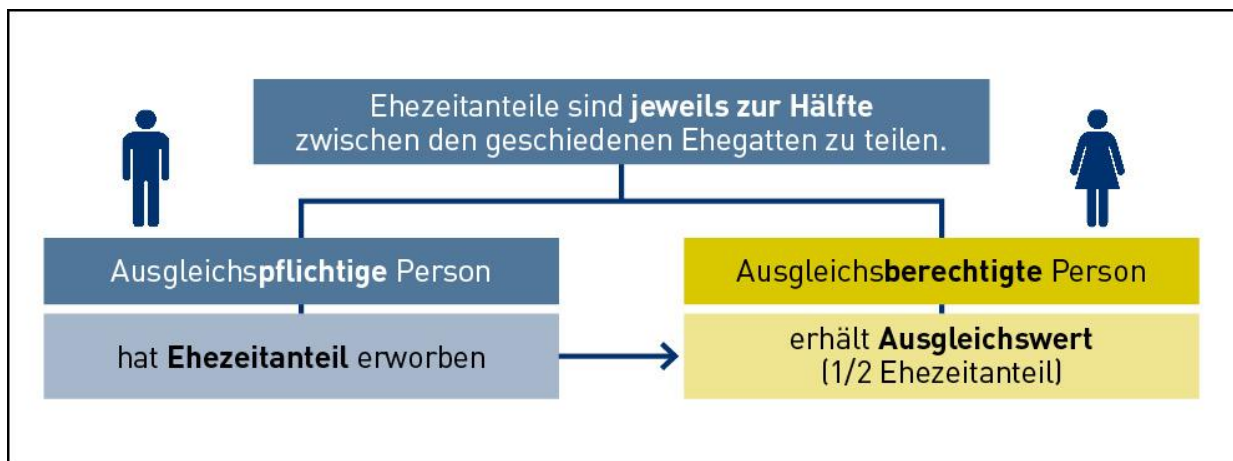 Ehezeitanteile sind jeweils zur Hälfte
zwischen den geschiedenen Ehegatten zu teilen.
Ausgleichspflichtige Person
hat Ehezeitanteil erworben
Ausgleichsberechtigte Person
erhält Ausgleichswert
(1/2 Ehezeitanteil)